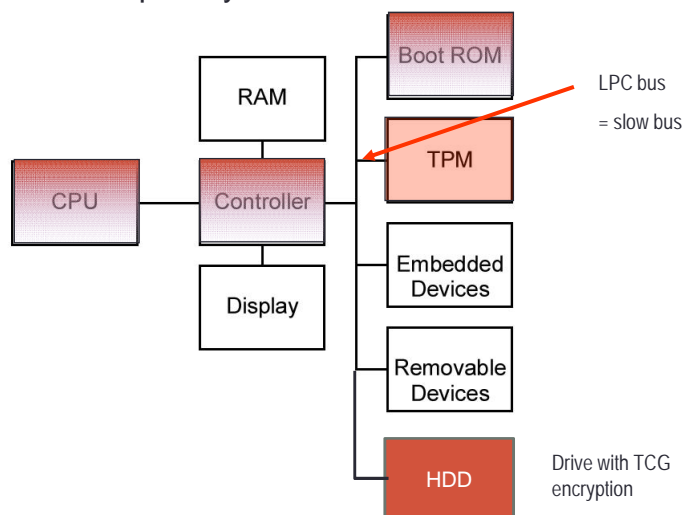 Boot ROM
LPC bus
= slow bus
RAM
TPM
CPU
Controller
Embedded
Devices
Display
Removable
Devices
HDD
Drive with TCG
encryption